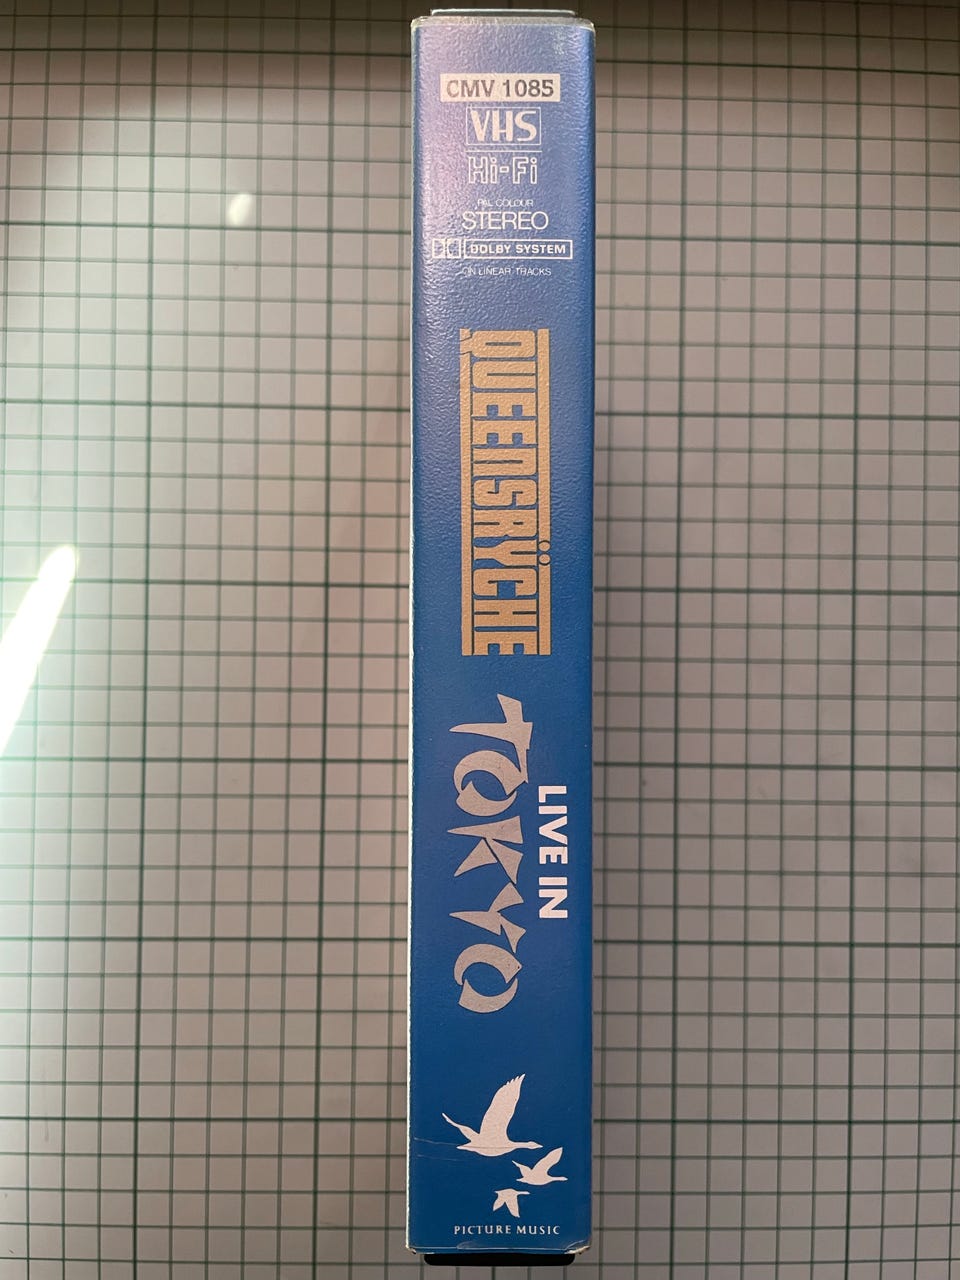 CMV 1085
VHS
Hi-Fi
PAL COLOUR
STEREO
DOLBY SYSTEM
ON LINEAR TRACKS
QUEENSRŸCHE
LIVE IN
TOKYO
PICTURE MUSIC